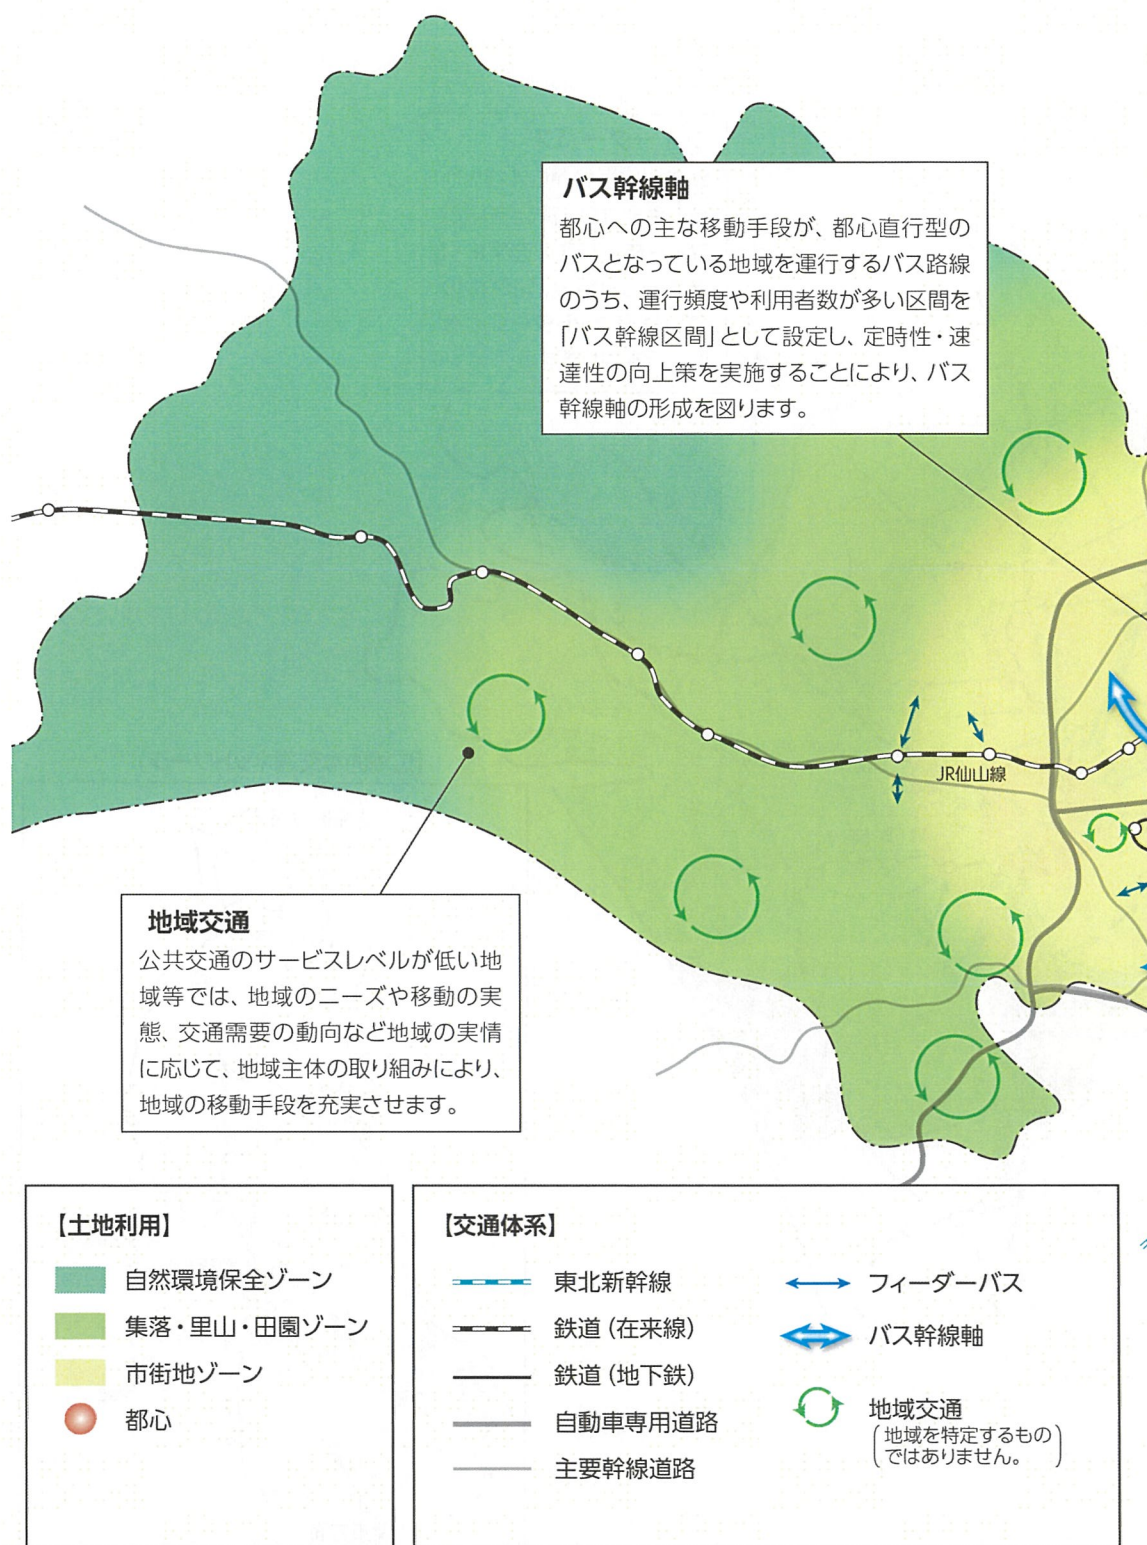 バス幹線軸
都心への主な移動手段が、都心直行型の
バスとなっている地域を運行するバス路線
のうち、運行頻度や利用者数が多い区間を
「バス幹線区間」として設定し、定時性・速
達性の向上策を実施することにより、バス
幹線軸の形成を図ります。
JR仙山線
地域交通
公共交通のサービスレベルが低い地
域等では、地域のニーズや移動の実
態、交通需要の動向など地域の実情
に応じて、地域主体の取り組みにより、
地域の移動手段を充実させます。
【土地利用】
自然環境保全ゾーン
集落・里山・田園ゾーン
市街地ゾーン
都心
【交通体系】
東北新幹線
鉄道（在来線）
鉄道（地下鉄）
自動車専用道路
主要幹線道路
フィーダーバス
バス幹線軸
地域交通
（地域を特定するもの
ではありません。）